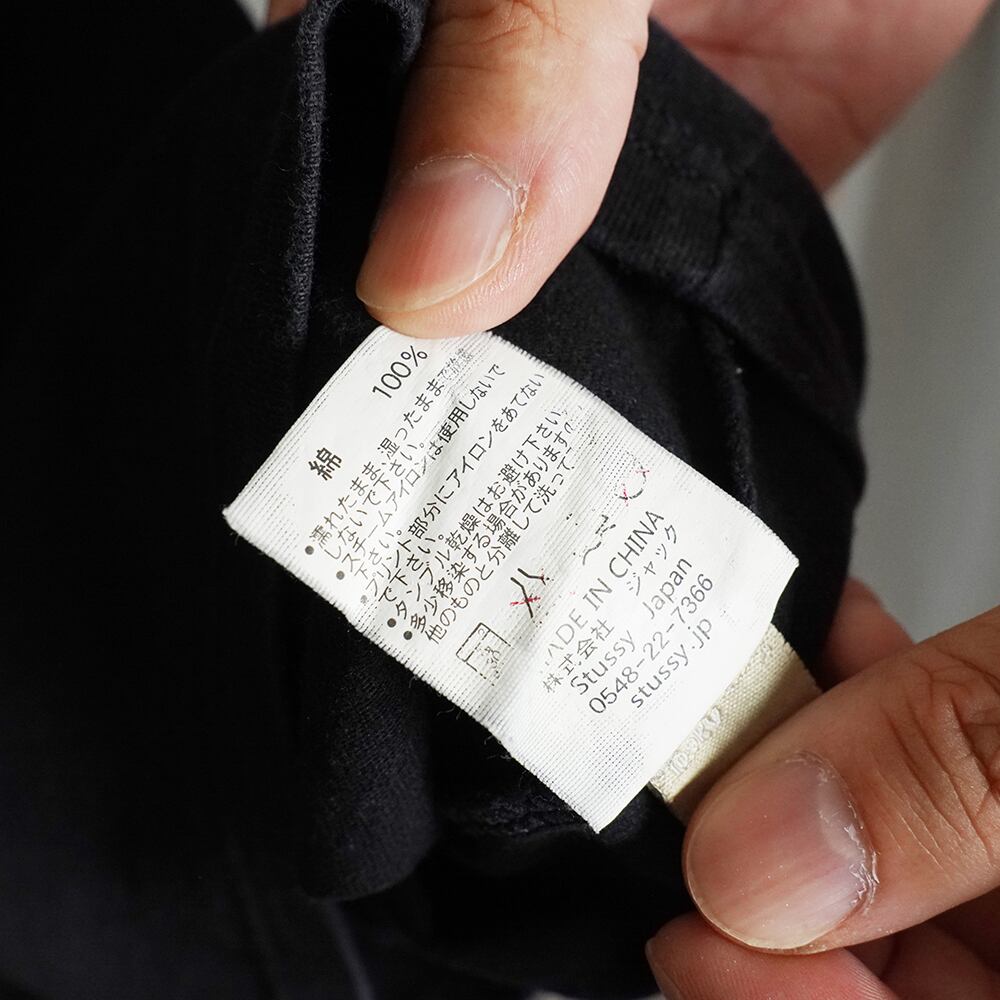 綿 100%
•濡れたまま、湿ったままで放置
しないで下さい。
•スチームアイロンは使用しないで
下さい。
•プリント部分にアイロンをあてない
で下さい。
•タンブル乾燥はお避け下さい。
•多少移染する場合があります。
他のものと分離して洗って
MADE IN CHINA
株式会社 ジャック
Stussy Japan
0548-22-7366
stussy.jp